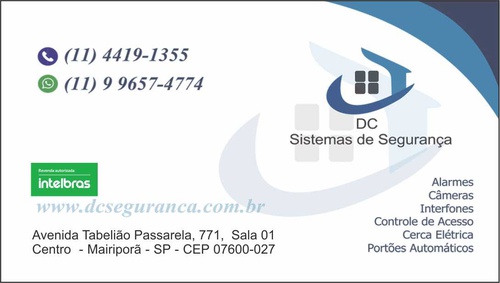 (11) 4419-1355
(11) 9 9657-4774
DC
Sistemas de Segurança
revenda autorizada
intelbras
www.dcseguranca.com.br
Avenida Tabelião Passarela, 771, Sala 01
Centro - Mairiporã - SP - CEP 07600-027
Alarmes
Câmeras
Interfones
Controle de Acesso
Cerca Elétrica
Portões Automáticos